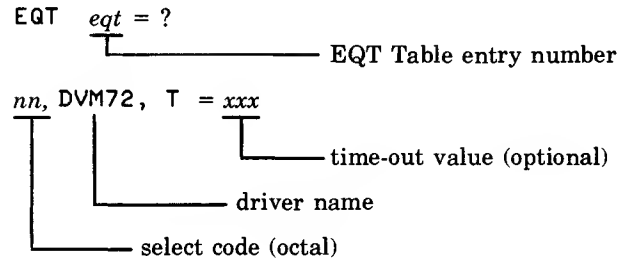 EQT eqt = ?
EQT Table entry number
nn, DVM72, T = xxx
time-out value (optional)
driver name
select code (octal)